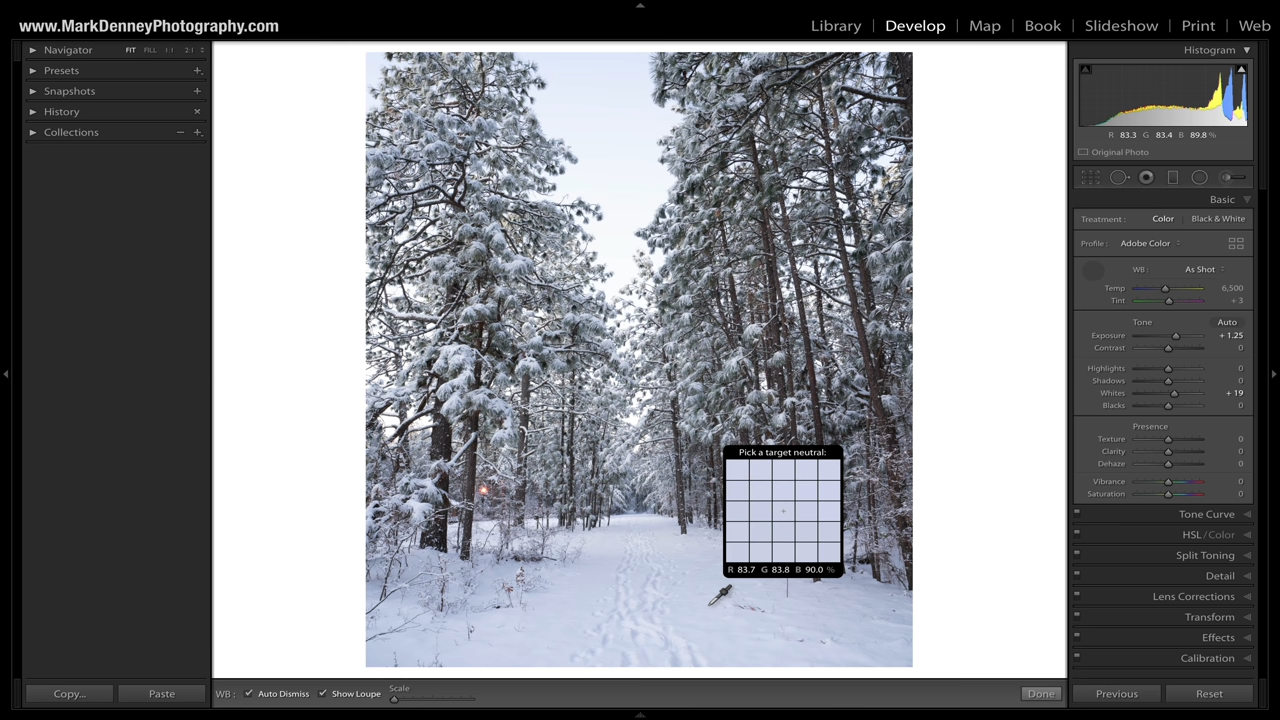 www.MarkDenneyPhotography.com
Library | Develop | Map | Book | Slideshow | Print | Web
Navigator FIT FILL 1:1 2:1
Presets
Snapshots
History
Collections
Histogram
R 83.3 G 83.4 B 89.8 %
Original Photo
Basic
Treatment : Color | Black & White
Profile : Adobe Color
WB : As Shot
Temp 6,500
Tint + 3
Tone Auto
Exposure + 1.25
Contrast 0
Highlights 0
Shadows 0
Whites + 19
Blacks 0
Presence
Texture 0
Clarity 0
Dehaze 0
Vibrance 0
Saturation 0
Pick a target neutral:
R 83.7 G 83.8 B 90.0 %
Tone Curve
HSL / Color
Split Toning
Detail
Lens Corrections
Transform
Effects
Calibration
Copy... Paste
WB : Auto Dismiss Show Loupe Scale Done
Previous Reset